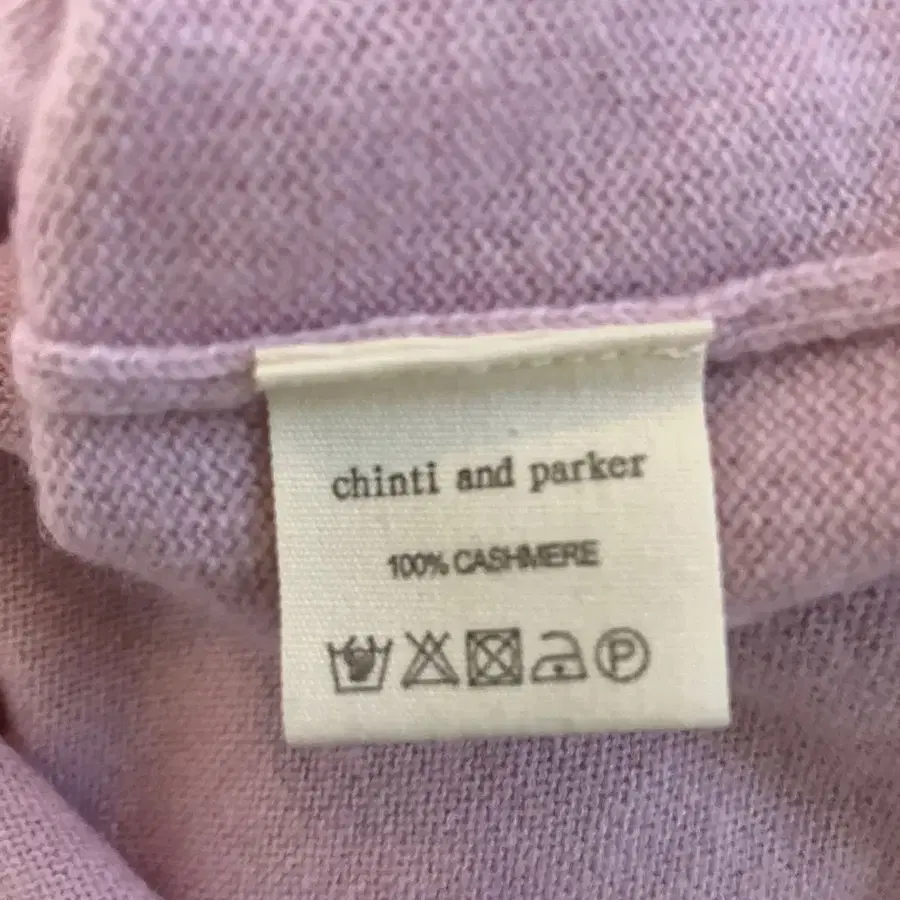 chinti and parker
100% CASHMERE
P